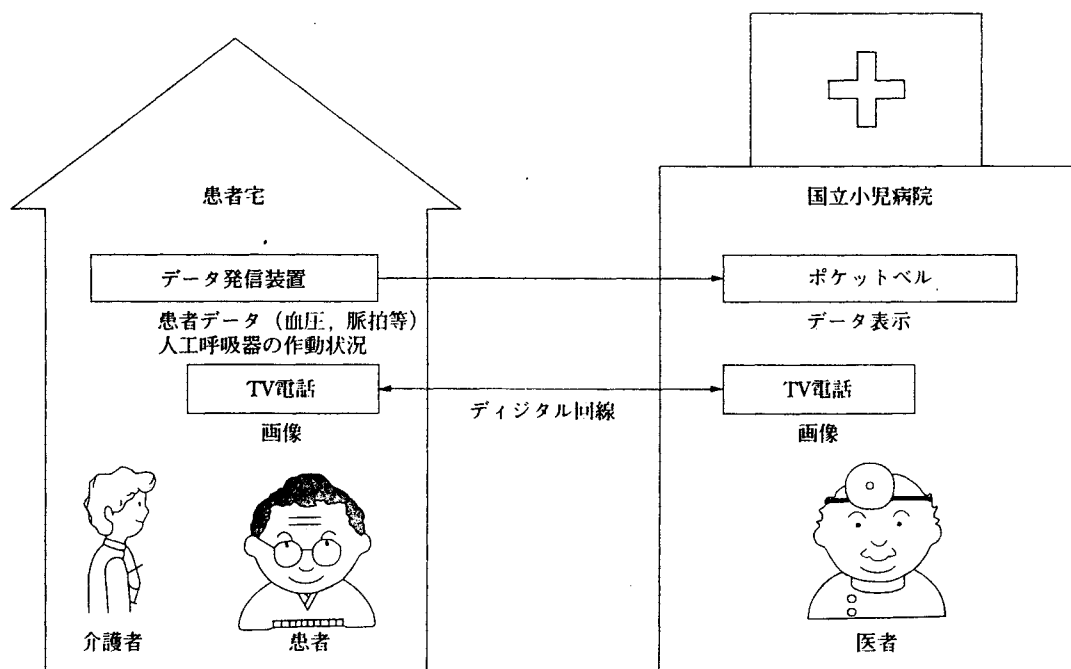 患者宅
国立小児病院
データ発信装置
ポケットベル
患者データ（血圧，脈拍等）
人工呼吸器の作動状況
データ表示
TV電話
ディジタル回線
TV電話
画像
画像
介護者
患者
医者